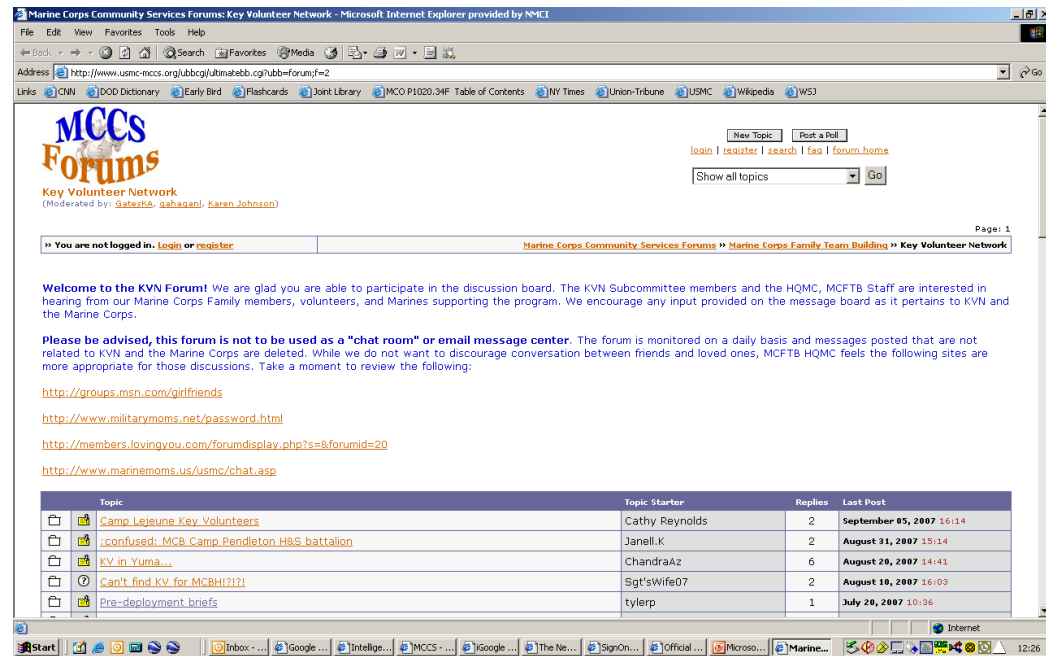 Marine Corps Community Services Forums: Key Volunteer Network - Microsoft Internet Explorer provided by NMCI
File Edit View Favorites Tools Help
Back Search Favorites Media
Address http://www.usmc-mccs.org/ubbcgi/ultimatebb.cgi?ubb=forum;f=2 Go
Links CNN DOD Dictionary Early Bird Flashcards Joint Library MCO P1020.34F Table of Contents NY Times Union-Tribune USMC Wikipedia WSJ
MCCS
Forums
New Topic Post a Poll
login | register | search | faq | forum home
Show all topics Go
Key Volunteer Network
(Moderated by: GatesKA, gahaganl, Karen Johnson)
Page: 1
» You are not logged in. Login or register Marine Corps Community Services Forums » Marine Corps Family Team Building » Key Volunteer Network
Welcome to the KVN Forum! We are glad you are able to participate in the discussion board. The KVN Subcommittee members and the HQMC, MCFTB Staff are interested in
hearing from our Marine Corps Family members, volunteers, and Marines supporting the program. We encourage any input provided on the message board as it pertains to KVN and
the Marine Corps.
Please be advised, this forum is not to be used as a "chat room" or email message center. The forum is monitored on a daily basis and messages posted that are not
related to KVN and the Marine Corps are deleted. While we do not want to discourage conversation between friends and loved ones, MCFTB HQMC feels the following sites are
more appropriate for those discussions. Take a moment to review the following:
http://groups.msn.com/girlfriends
http://www.militarymoms.net/password.html
http://members.lovingyou.com/forumdisplay.php?s=&forumid=20
http://www.marinemoms.us/usmc/chat.asp
Topic Topic Starter Replies Last Post
Camp Lejeune Key Volunteers Cathy Reynolds 2 September 05, 2007 16:14
:confused: MCB Camp Pendleton H&S battalion Janell.K 2 August 31, 2007 15:14
KV in Yuma... ChandraAz 6 August 20, 2007 14:41
Can't find KV for MCBH!?!?! Sgt'sWife07 2 August 10, 2007 16:03
Pre-deployment briefs tylerp 1 July 20, 2007 10:36
Internet
Start Inbox - ... Google ... Intellige... MCCS - ... iGoogle ... The Ne... SignOn... Official ... Microso... Marine... 12:26